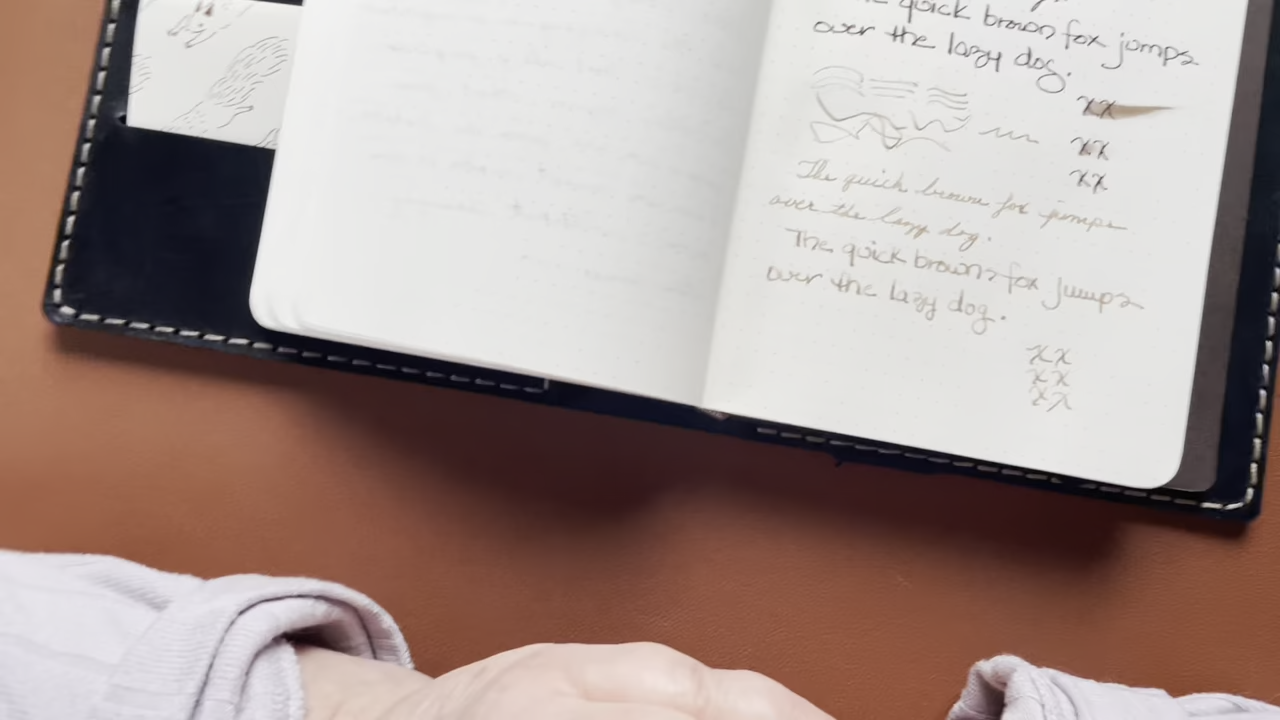 quick brown fox jumps
over the lazy dog.
xx
xx
xx
The quick brown fox jumps
over the lazy dog.
The quick brown fox jumps
over the lazy dog.
xx
xx
xx